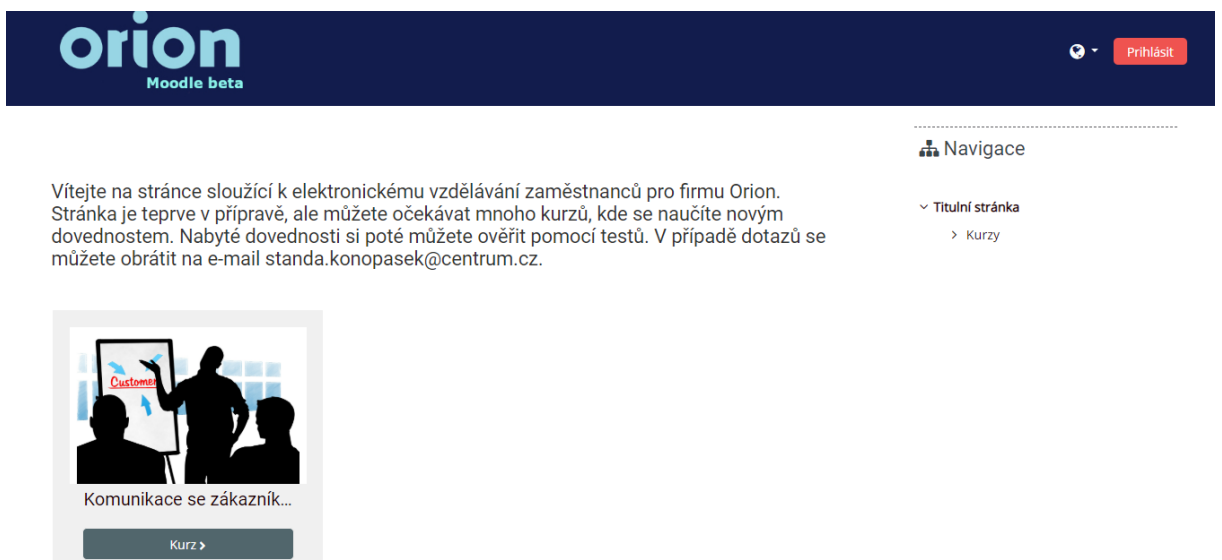 orion
Moodle beta
Prihlásit
Navigace
Titulní stránka
Kurzy
Vítejte na stránce sloužící k elektronickému vzdělávání zaměstnanců pro firmu Orion.
Stránka je teprve v přípravě, ale můžete očekávat mnoho kurzů, kde se naučíte novým
dovednostem. Nabyté dovednosti si poté můžete ověřit pomocí testů. V případě dotazů se
můžete obrátit na e-mail standa.konopasek@centrum.cz.
Customer
Komunikace se zákazník...
Kurz